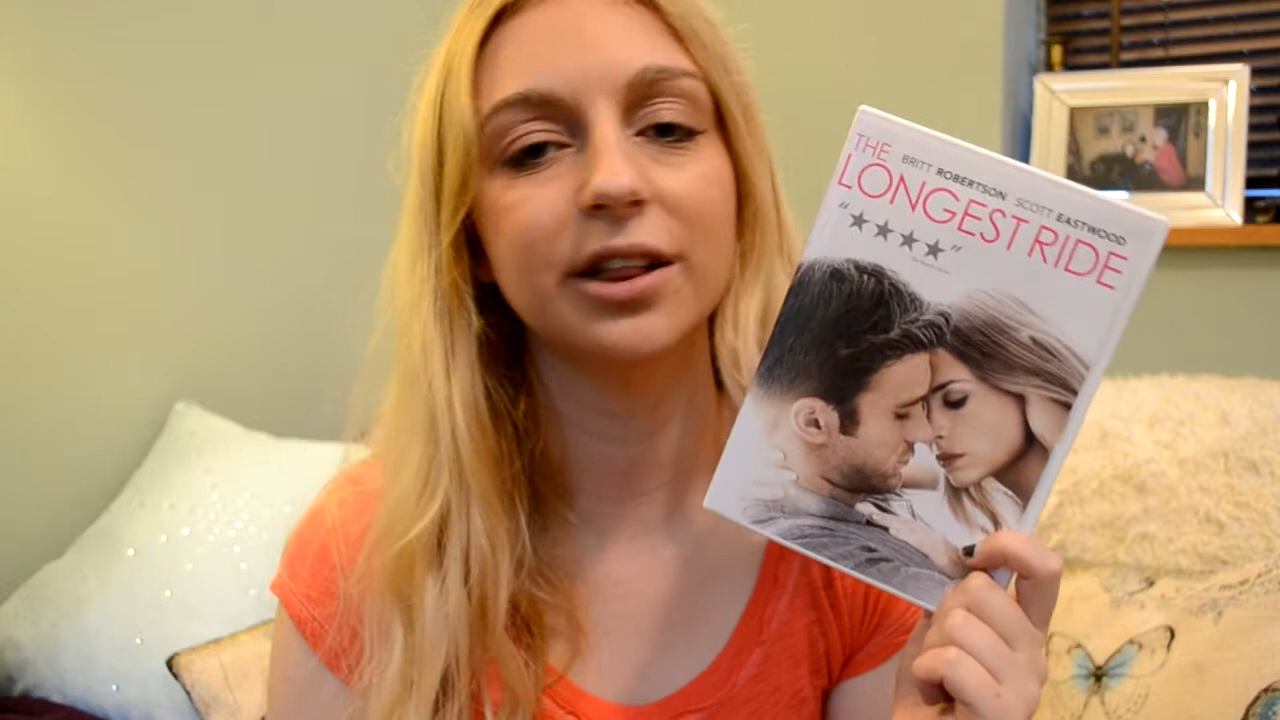 BRITT ROBERTSON SCOTT EASTWOOD
THE
LONGEST RIDE
"★★★★"